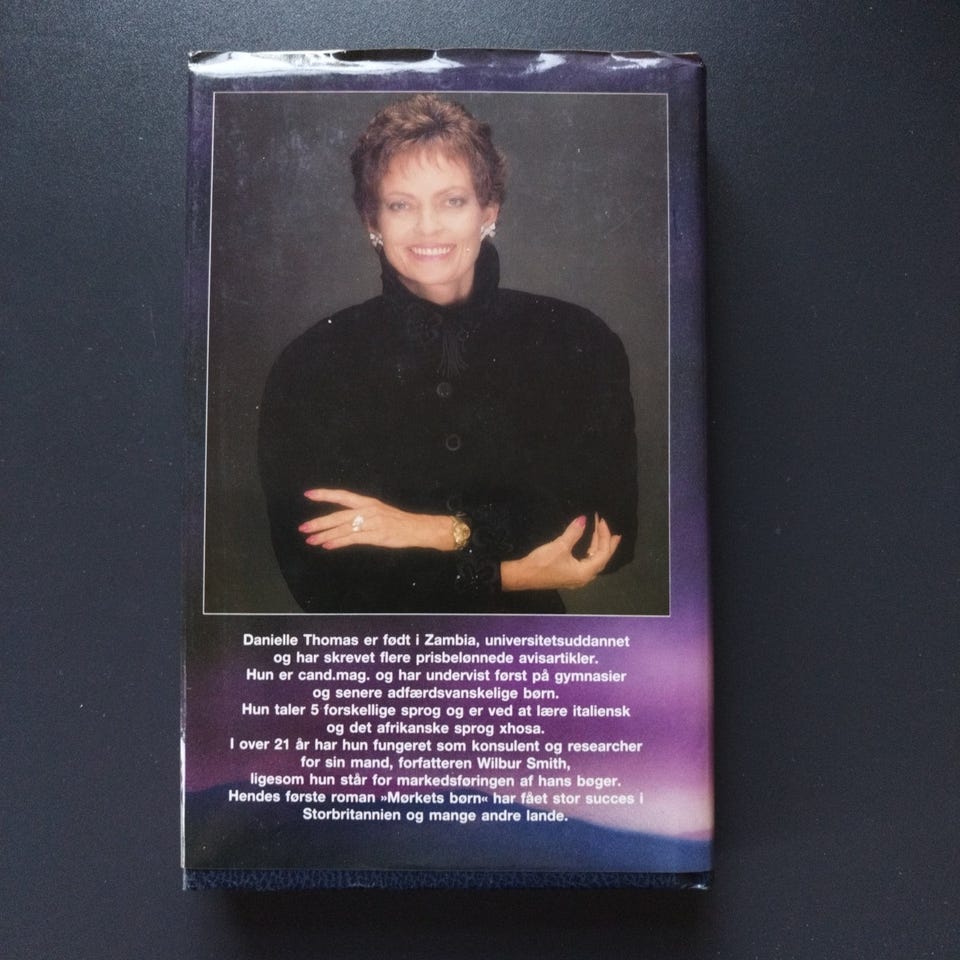 Danielle Thomas er født i Zambia, universitetsuddannet
og har skrevet flere prisbelønnede avisartikler.
Hun er cand.mag. og har undervist først på gymnasier
og senere adfærdsvanskelige børn.
Hun taler 5 forskellige sprog og er ved at lære italiensk
og det afrikanske sprog xhosa.
I over 21 år har hun fungeret som konsulent og researcher
for sin mand, forfatteren Wilbur Smith,
ligesom hun står for markedsføringen af hans bøger.
Hendes første roman »Mørkets børn« har fået stor succes i
Storbritannien og mange andre lande.